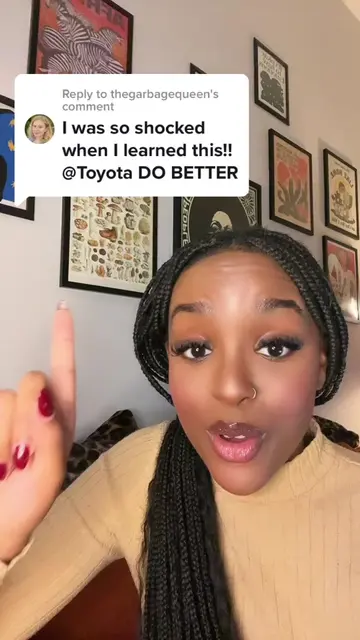 Reply to thegarbagequeen's
comment
I was so shocked
when I learned this!!
@Toyota DO BETTER